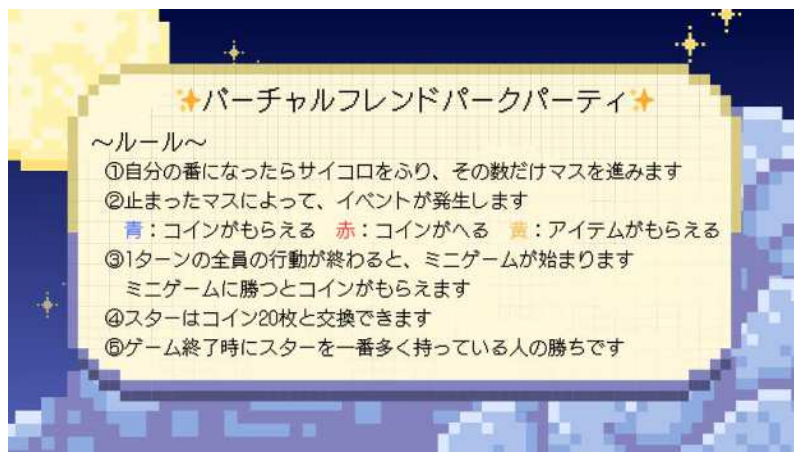 ✨バーチャルフレンドパークパーティ✨
～ルール～
①自分の番になったらサイコロをふり、その数だけマスを進みます
②止まったマスによって、イベントが発生します
青：コインがもらえる 赤：コインがへる 黄：アイテムがもらえる
③1ターンの全員の行動が終わると、ミニゲームが始まります
ミニゲームに勝つとコインがもらえます
④スターはコイン20枚と交換できます
⑤ゲーム終了時にスターを一番多く持っている人の勝ちです